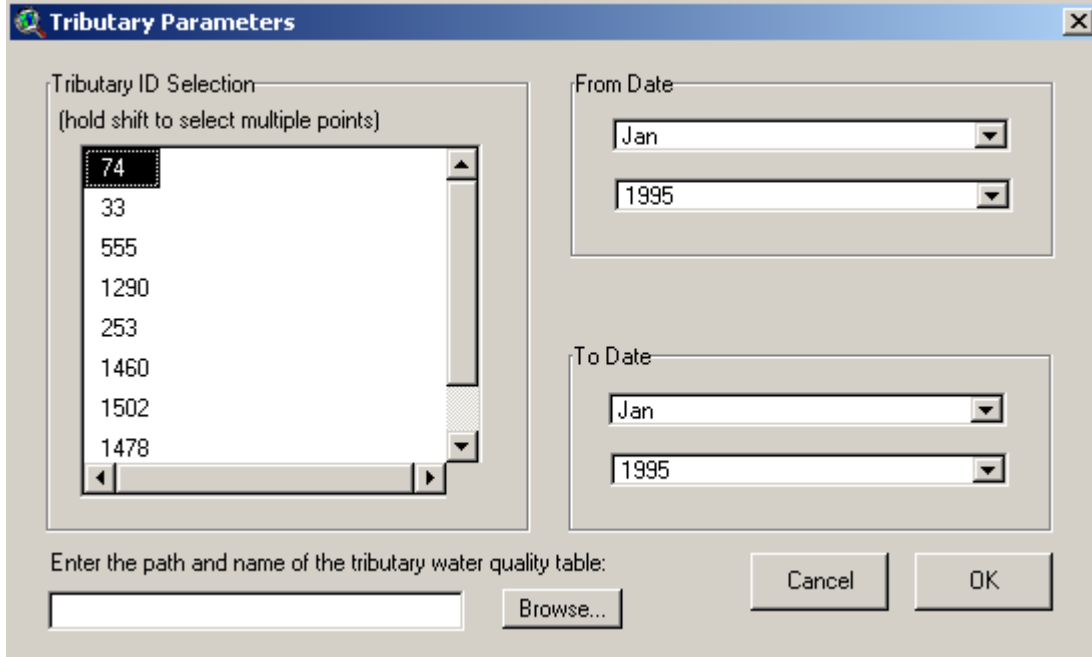 Tributary Parameters
Tributary ID Selection
(hold shift to select multiple points)
74
33
555
1290
253
1460
1502
1478
From Date
Jan
1995
To Date
Jan
1995
Enter the path and name of the tributary water quality table:
Browse...
Cancel
OK